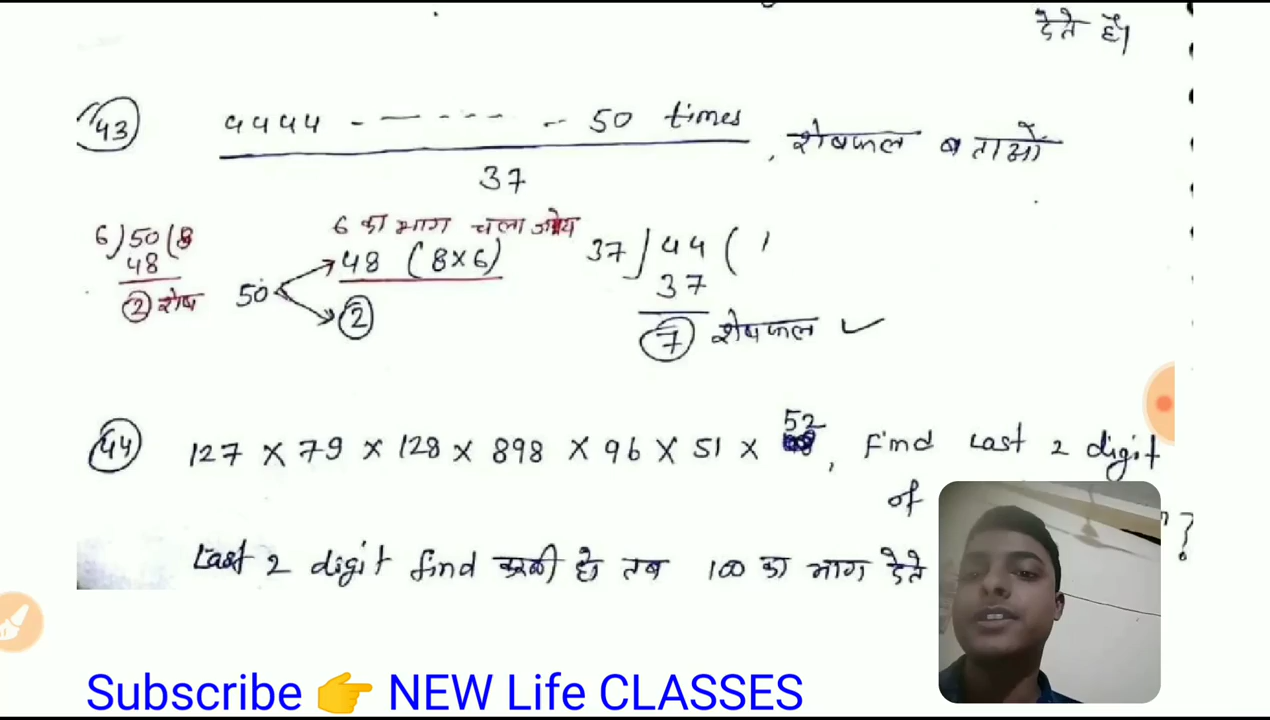 देते है।
43 4444 - — - - - - - - 50 times
37 , शेषफल बताओ
6 का भाग चला जायेय
6)50(8
48
2 शेष
50
48 (8×6)
2
37)44(1
37
7 शेषफल ✓
44 127 × 79 × 128 × 898 × 96 × 51 × 52, Find Last 2 digit
of ?
Last 2 digit find करनी हो तब 100 का भाग देते
Subscribe 👉 NEW Life CLASSES